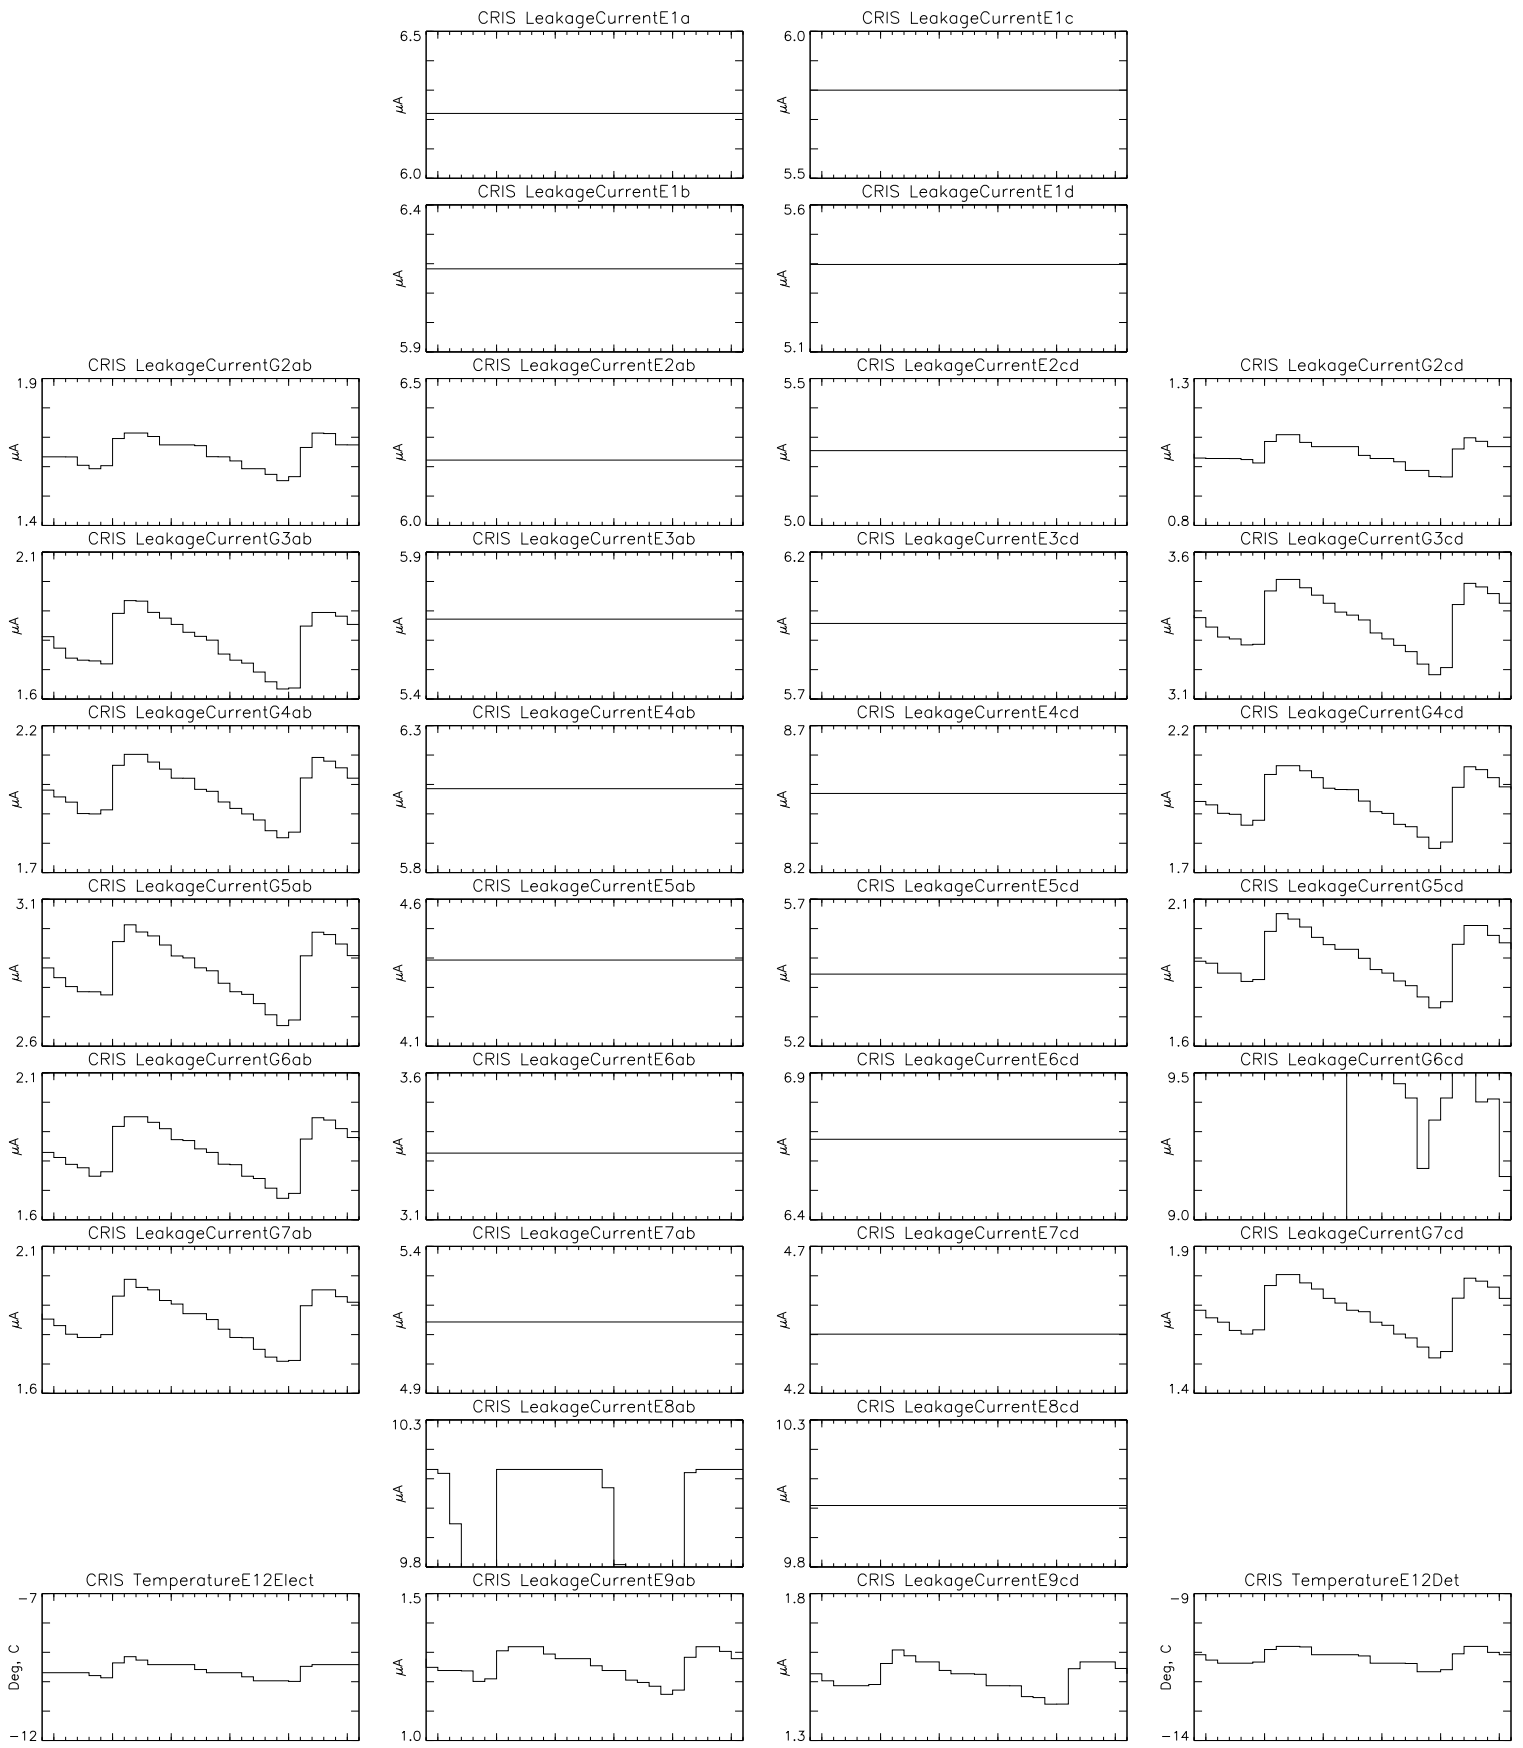 CRIS LeakageCurrentE1a
CRIS LeakageCurrentE1c
6.5
μA
6.0
6.0
μA
5.5
CRIS LeakageCurrentE1b
CRIS LeakageCurrentE1d
6.4
μA
5.9
5.6
μA
5.1
CRIS LeakageCurrentG2ab
CRIS LeakageCurrentE2ab
CRIS LeakageCurrentE2cd
CRIS LeakageCurrentG2cd
1.9
μA
1.4
6.5
μA
6.0
5.5
μA
5.0
1.3
μA
0.8
CRIS LeakageCurrentG3ab
CRIS LeakageCurrentE3ab
CRIS LeakageCurrentE3cd
CRIS LeakageCurrentG3cd
2.1
μA
1.6
5.9
μA
5.4
6.2
μA
5.7
3.6
μA
3.1
CRIS LeakageCurrentG4ab
CRIS LeakageCurrentE4ab
CRIS LeakageCurrentE4cd
CRIS LeakageCurrentG4cd
2.2
μA
1.7
6.3
μA
5.8
8.7
μA
8.2
2.2
μA
1.7
CRIS LeakageCurrentG5ab
CRIS LeakageCurrentE5ab
CRIS LeakageCurrentE5cd
CRIS LeakageCurrentG5cd
3.1
μA
2.6
4.6
μA
4.1
5.7
μA
5.2
2.1
μA
1.6
CRIS LeakageCurrentG6ab
CRIS LeakageCurrentE6ab
CRIS LeakageCurrentE6cd
CRIS LeakageCurrentG6cd
2.1
μA
1.6
3.6
μA
3.1
6.9
μA
6.4
9.5
μA
9.0
CRIS LeakageCurrentG7ab
CRIS LeakageCurrentE7ab
CRIS LeakageCurrentE7cd
CRIS LeakageCurrentG7cd
2.1
μA
1.6
5.4
μA
4.9
4.7
μA
4.2
1.9
μA
1.4
CRIS LeakageCurrentE8ab
CRIS LeakageCurrentE8cd
10.3
μA
9.8
10.3
μA
9.8
CRIS TemperatureE12Elect
CRIS LeakageCurrentE9ab
CRIS LeakageCurrentE9cd
CRIS TemperatureE12Det
-7
Deg, C
-12
1.5
μA
1.0
1.8
μA
1.3
-9
Deg, C
-14